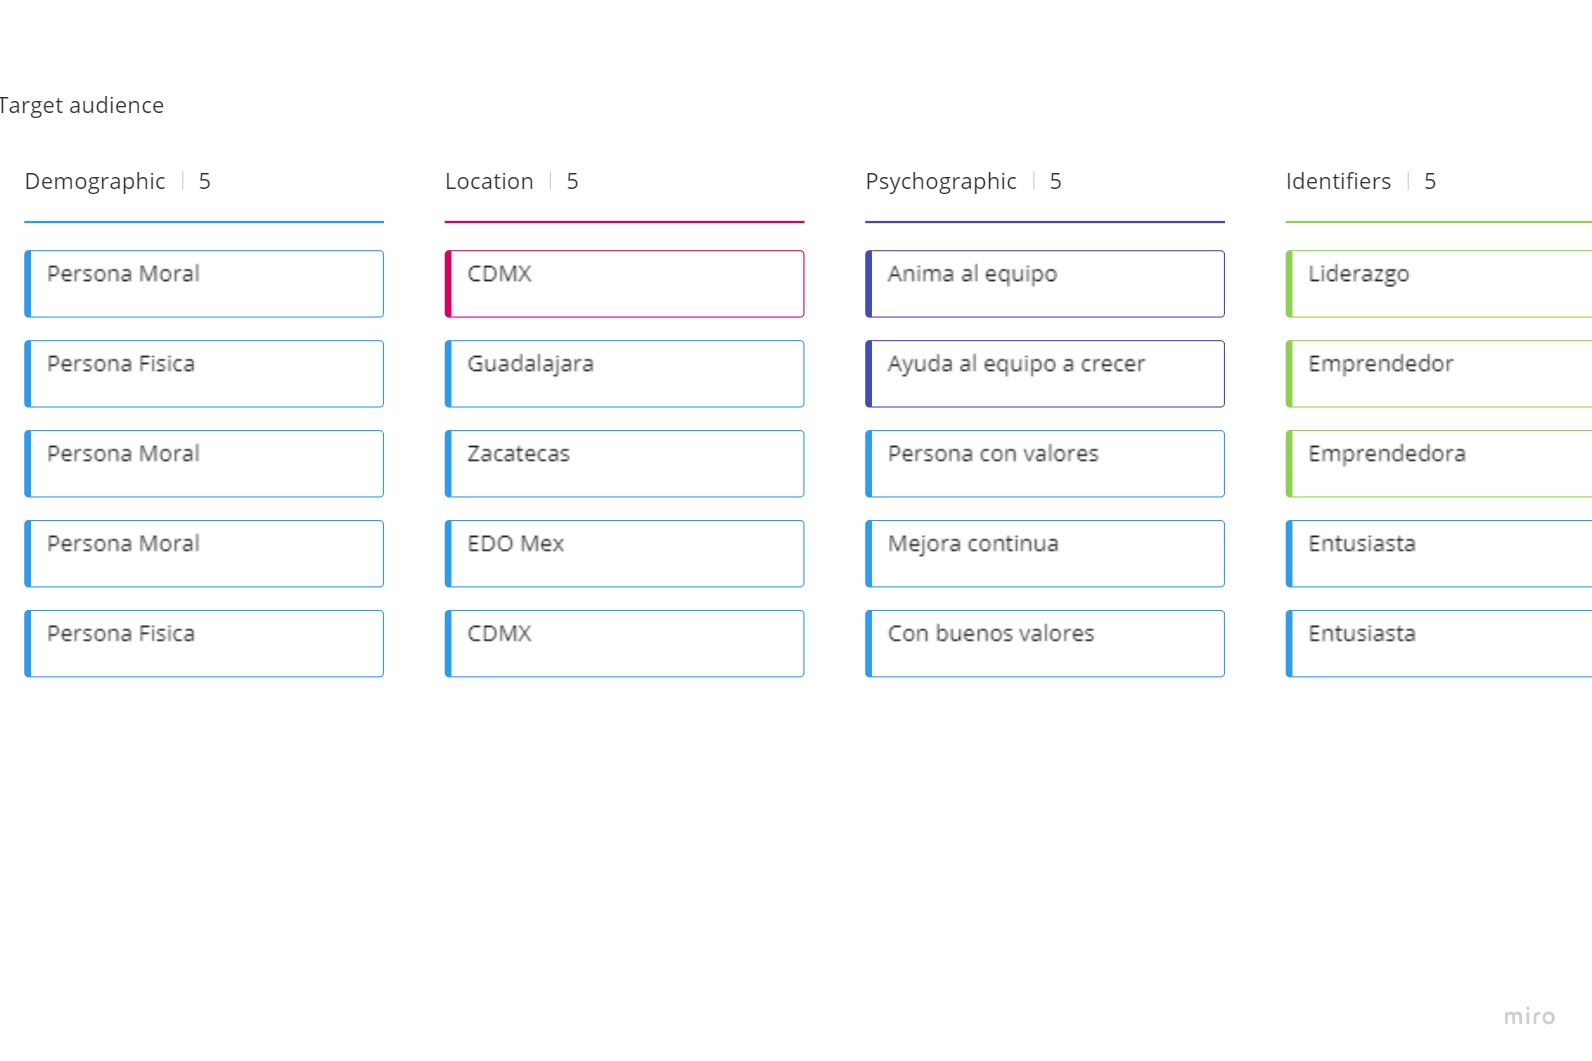 Target audience
Demographic | 5
Persona Moral
Persona Fisica
Persona Moral
Persona Moral
Persona Fisica
Location | 5
CDMX
Guadalajara
Zacatecas
EDO Mex
CDMX
Psychographic | 5
Anima al equipo
Ayuda al equipo a crecer
Persona con valores
Mejora continua
Con buenos valores
Identifiers | 5
Liderazgo
Emprendedor
Emprendedora
Entusiasta
Entusiasta
miro